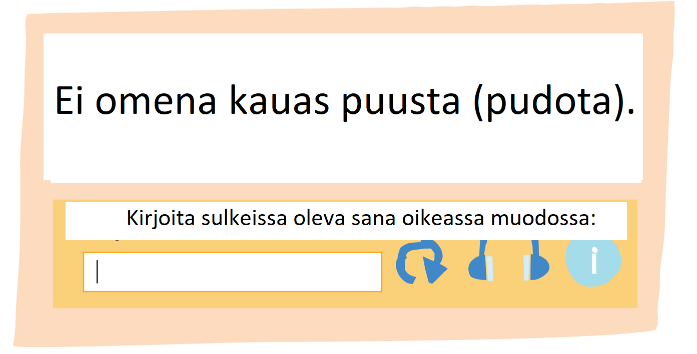 Ei omena kauas puusta (pudota).
Kirjoita sulkeissa oleva sana oikeassa muodossa:
i